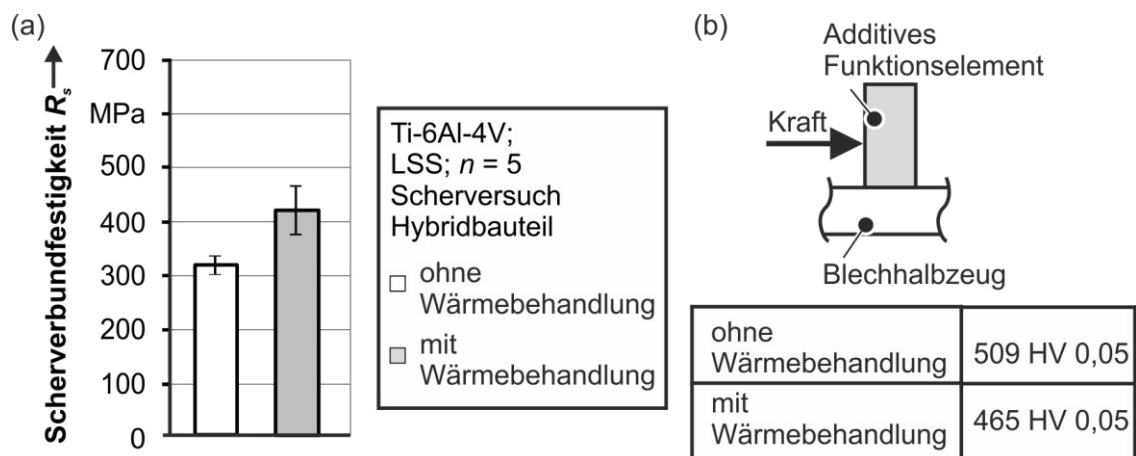 (a)
Scherverbundfestigkeit Rs
700
MPa
500
400
300
200
100
0
Ti-6Al-4V;
LSS; n = 5
Scherversuch
Hybridbauteil
ohne
Wärmebehandlung
mit
Wärmebehandlung
(b)
Additives
Funktionselement
Kraft
Blechhalbzeug
ohne
Wärmebehandlung
509 HV 0,05
mit
Wärmebehandlung
465 HV 0,05